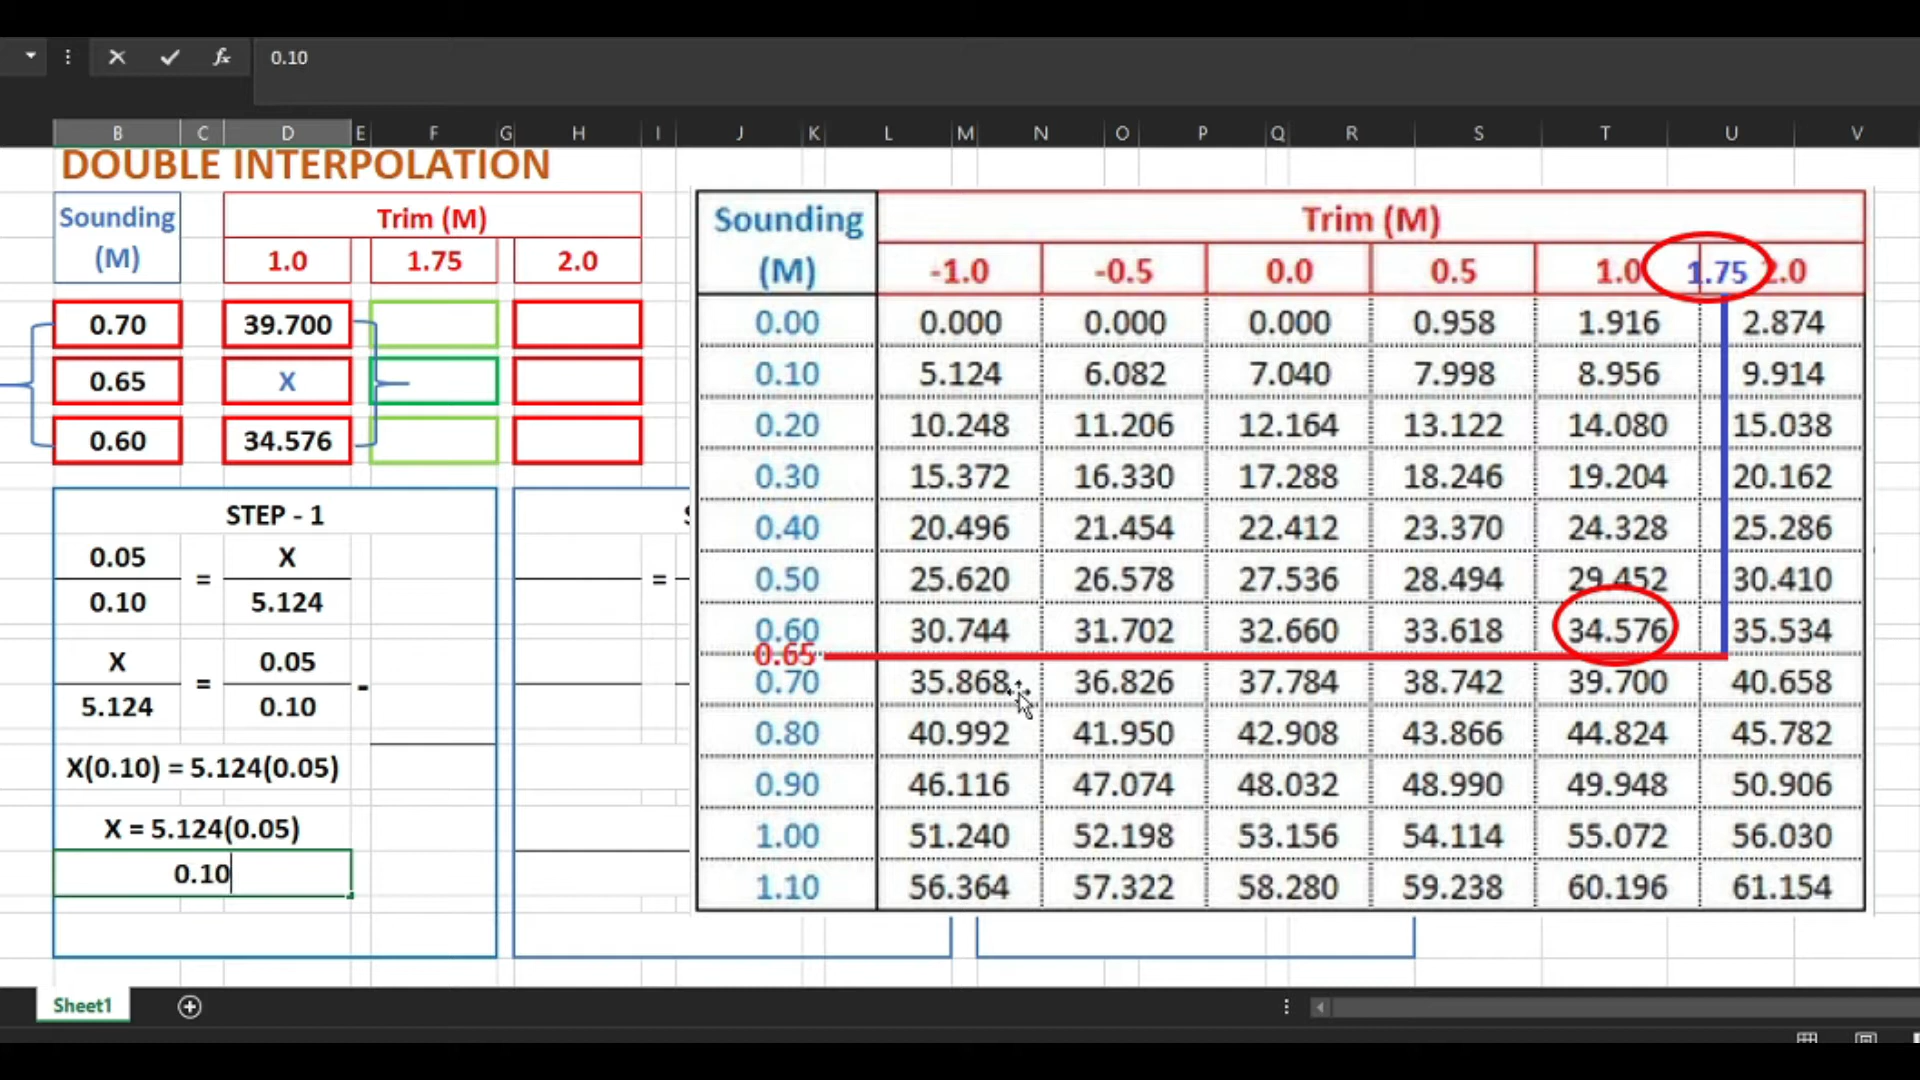 0.10
B C D E F G H I J K L M N O P Q R S T U V
DOUBLE INTERPOLATION
Sounding (M)
Trim (M)
1.0 1.75 2.0
0.70 39.700
0.65 X
0.60 34.576
STEP - 1
0.05 = X
0.10 5.124
X = 0.05 -
5.124 0.10
X(0.10) = 5.124(0.05)
X = 5.124(0.05)
0.10
=
Sounding (M)
Trim (M)
-1.0 -0.5 0.0 0.5 1.0 1.75 2.0
0.00 0.000 0.000 0.000 0.958 1.916 2.874
0.10 5.124 6.082 7.040 7.998 8.956 9.914
0.20 10.248 11.206 12.164 13.122 14.080 15.038
0.30 15.372 16.330 17.288 18.246 19.204 20.162
0.40 20.496 21.454 22.412 23.370 24.328 25.286
0.50 25.620 26.578 27.536 28.494 29.452 30.410
0.60 30.744 31.702 32.660 33.618 34.576 35.534
0.65
0.70 35.868 36.826 37.784 38.742 39.700 40.658
0.80 40.992 41.950 42.908 43.866 44.824 45.782
0.90 46.116 47.074 48.032 48.990 49.948 50.906
1.00 51.240 52.198 53.156 54.114 55.072 56.030
1.10 56.364 57.322 58.280 59.238 60.196 61.154
Sheet1